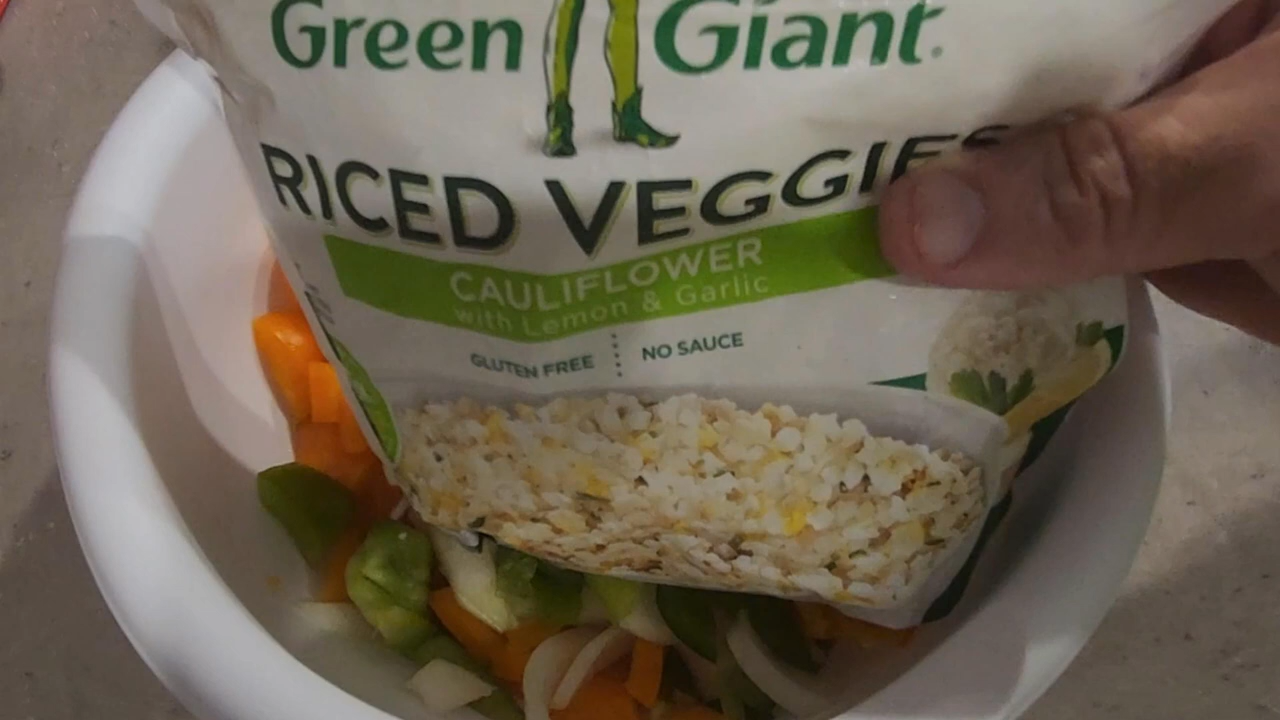 Green Giant
RICED VEGGIES
CAULIFLOWER
with Lemon & Garlic
GLUTEN FREE
NO SAUCE